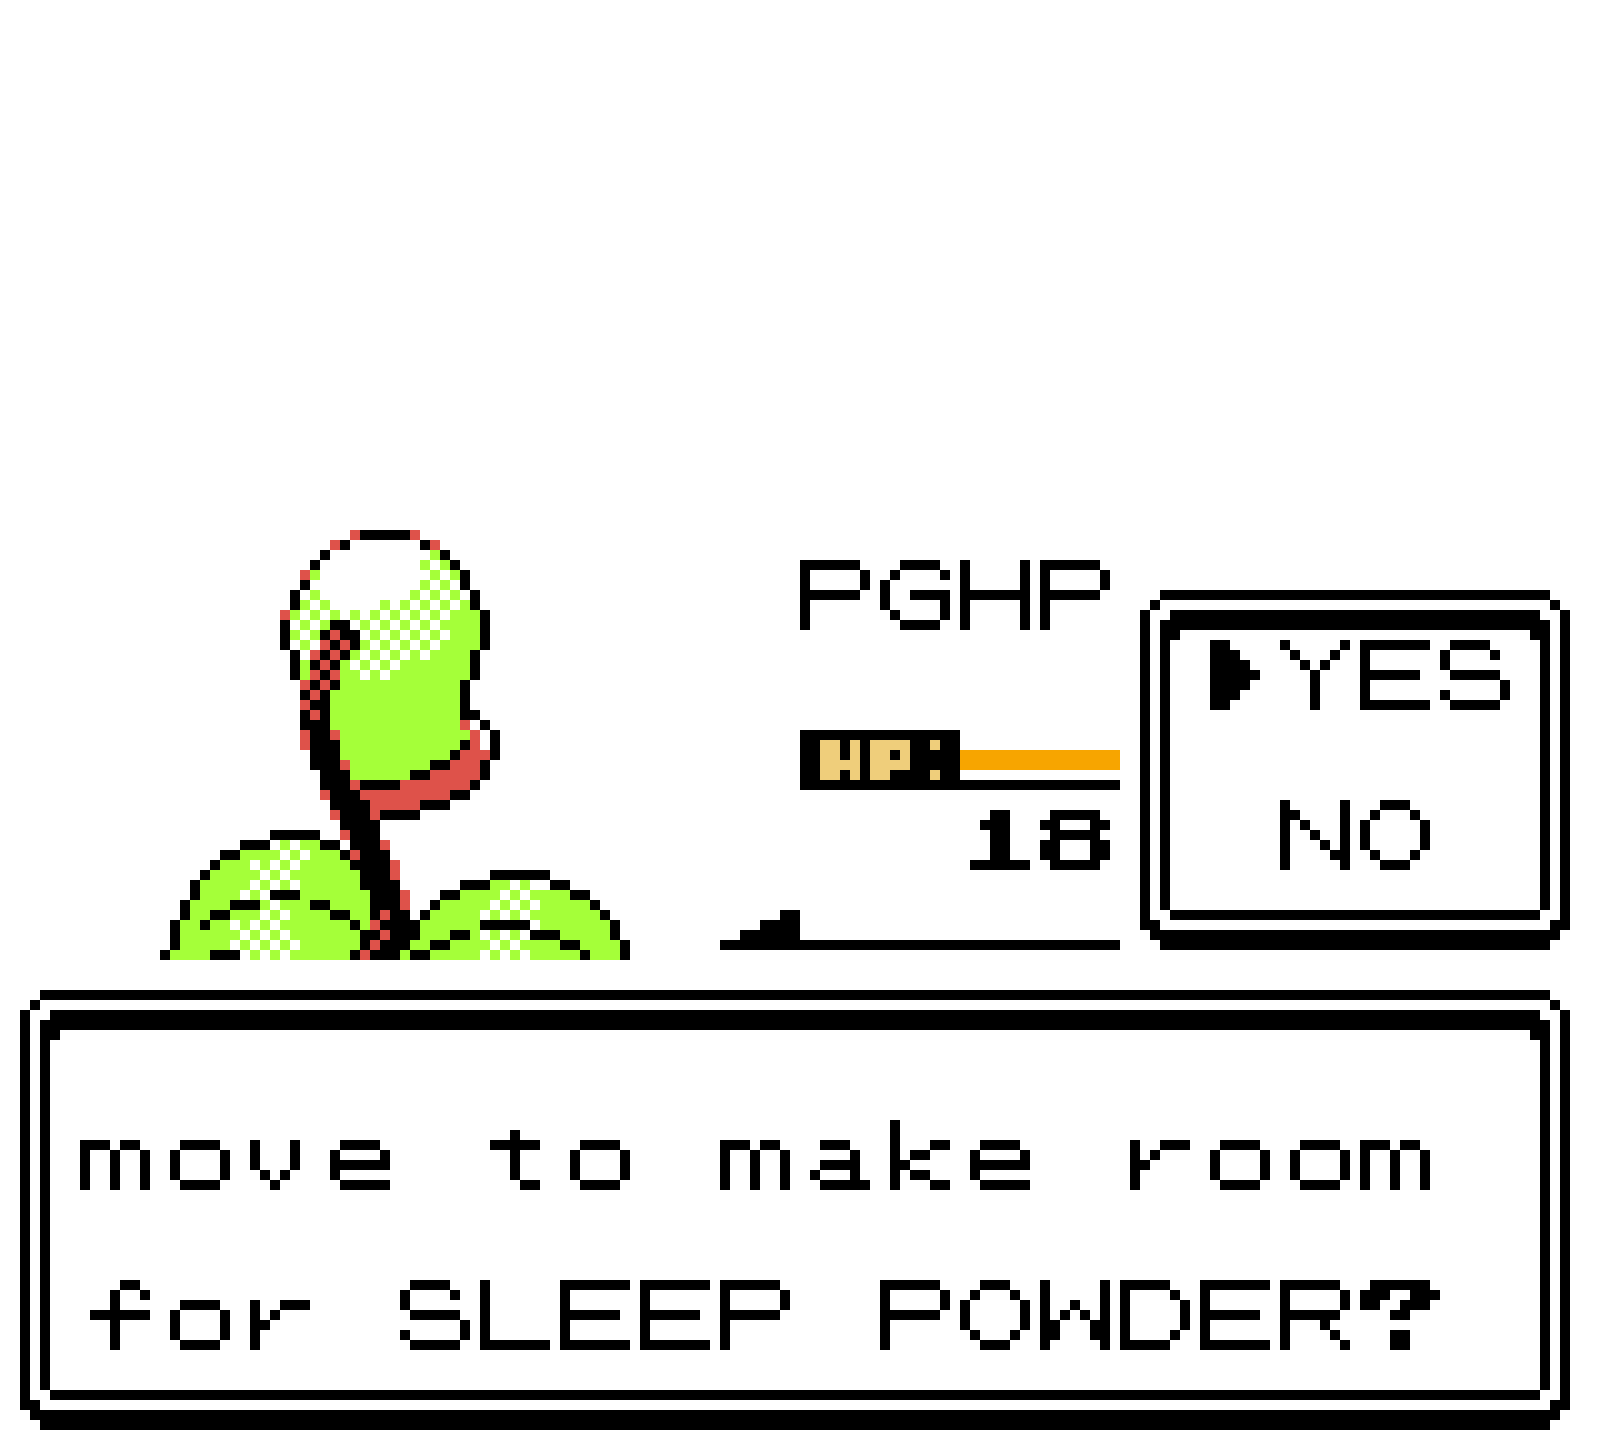 PGHP
▶YES
HP:
18
NO
move to make room
for SLEEP POWDER?